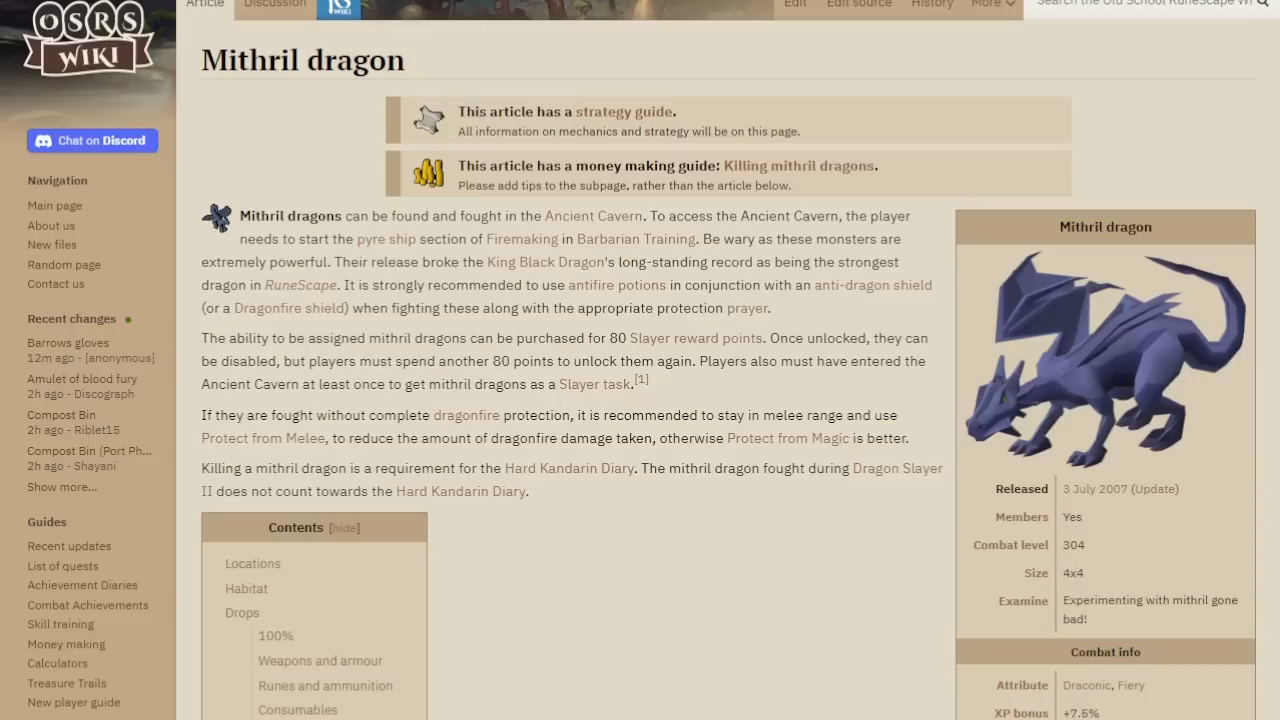 Article
Discussion
RS
WIKI
Edit
Edit source
History
More
Search the Old School RuneScape Wi
OSRS
WIKI
Chat on Discord
Navigation
Main page
About us
New files
Random page
Contact us
Recent changes
Barrows gloves
12m ago - [anonymous]
Amulet of blood fury
2h ago - Discograph
Compost Bin
2h ago - Riblet15
Compost Bin (Port Ph...
2h ago - Shayani
Show more...
Guides
Recent updates
List of quests
Achievement Diaries
Combat Achievements
Skill training
Money making
Calculators
Treasure Trails
New player guide
Mithril dragon
This article has a strategy guide.
All information on mechanics and strategy will be on this page.
This article has a money making guide: Killing mithril dragons.
Please add tips to the subpage, rather than the article below.
Mithril dragons can be found and fought in the Ancient Cavern. To access the Ancient Cavern, the player
needs to start the pyre ship section of Firemaking in Barbarian Training. Be wary as these monsters are
extremely powerful. Their release broke the King Black Dragon's long-standing record as being the strongest
dragon in RuneScape. It is strongly recommended to use antifire potions in conjunction with an anti-dragon shield
(or a Dragonfire shield) when fighting these along with the appropriate protection prayer.
The ability to be assigned mithril dragons can be purchased for 80 Slayer reward points. Once unlocked, they can
be disabled, but players must spend another 80 points to unlock them again. Players also must have entered the
Ancient Cavern at least once to get mithril dragons as a Slayer task.[1]
If they are fought without complete dragonfire protection, it is recommended to stay in melee range and use
Protect from Melee, to reduce the amount of dragonfire damage taken, otherwise Protect from Magic is better.
Killing a mithril dragon is a requirement for the Hard Kandarin Diary. The mithril dragon fought during Dragon Slayer
II does not count towards the Hard Kandarin Diary.
Contents [hide]
Locations
Habitat
Drops
100%
Weapons and armour
Runes and ammunition
Consumables
Mithril dragon
Released 3 July 2007 (Update)
Members Yes
Combat level 304
Size 4x4
Examine Experimenting with mithril gone
bad!
Combat info
Attribute Draconic, Fiery
XP bonus +7.5%